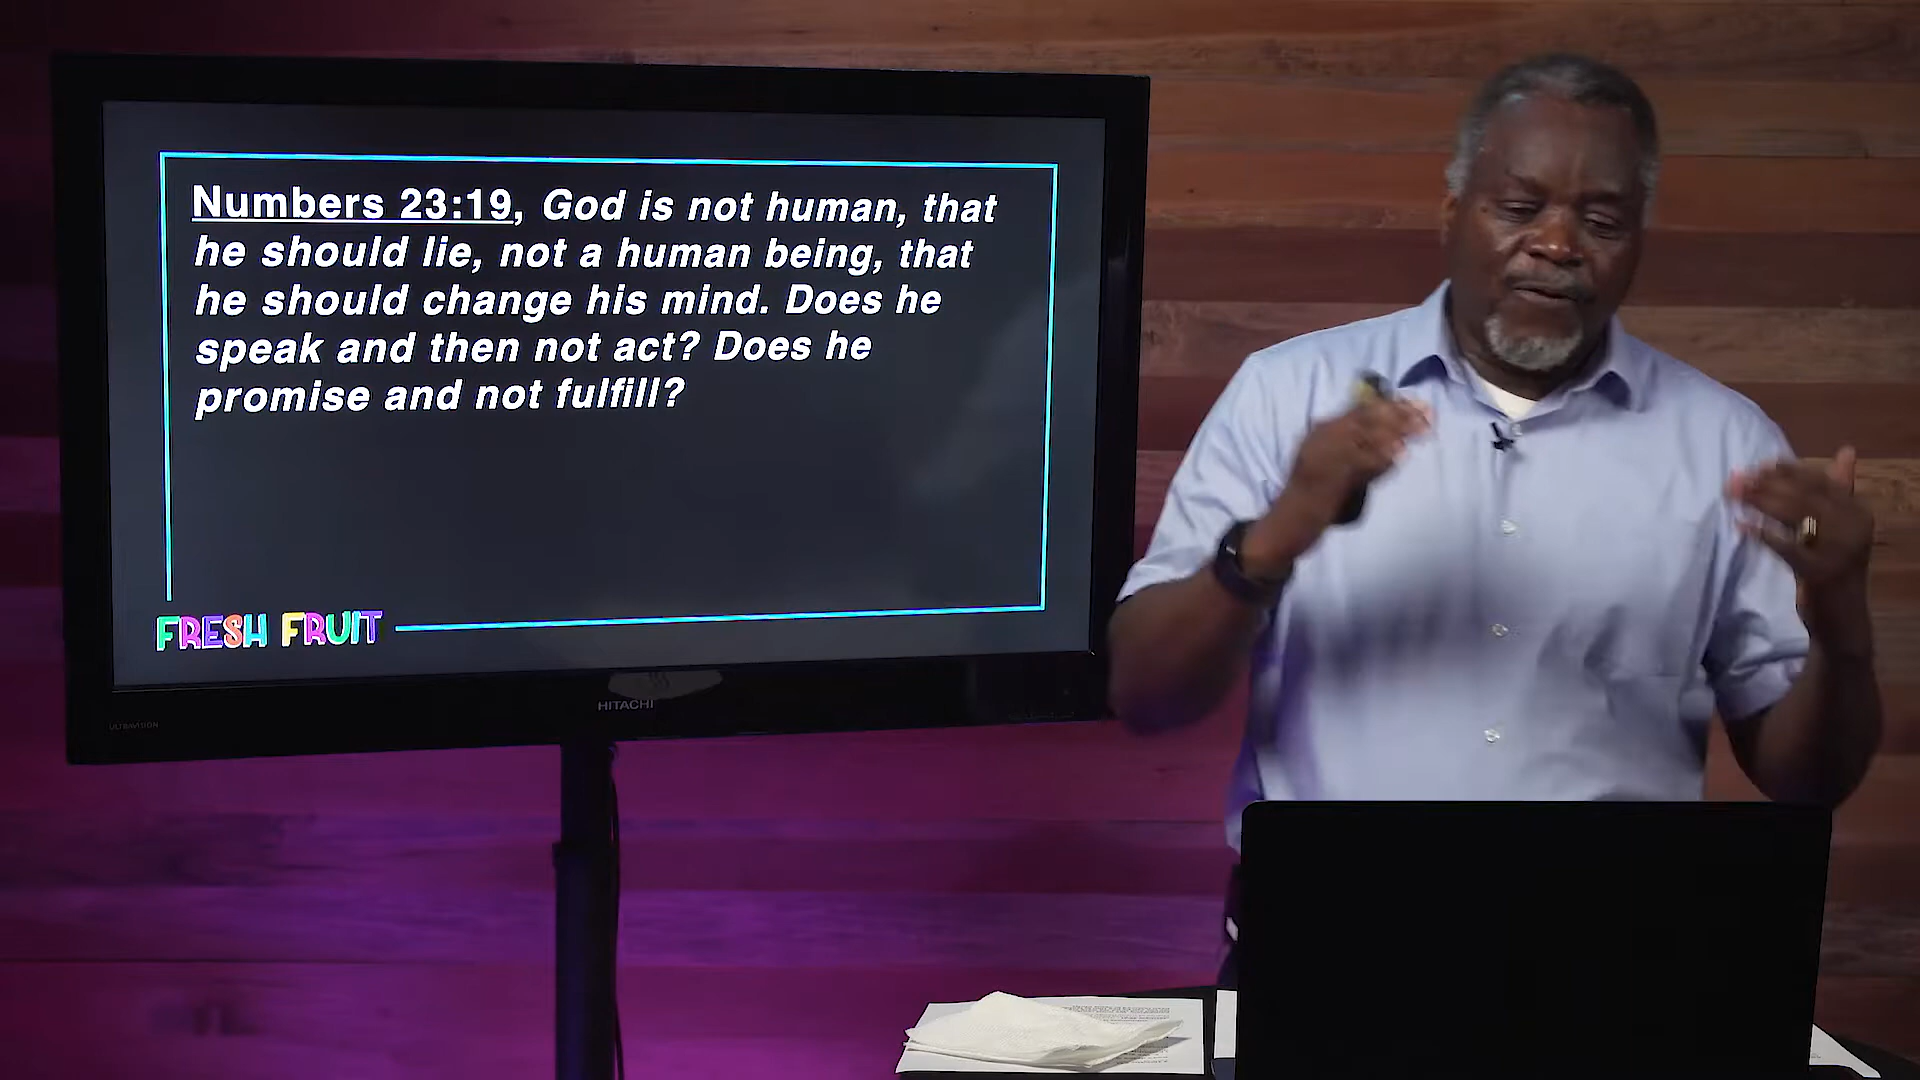 Numbers 23:19, God is not human, that
he should lie, not a human being, that
he should change his mind. Does he
speak and then not act? Does he
promise and not fulfill?
FRESH FRUIT
HITACHI
ULTRAVISION